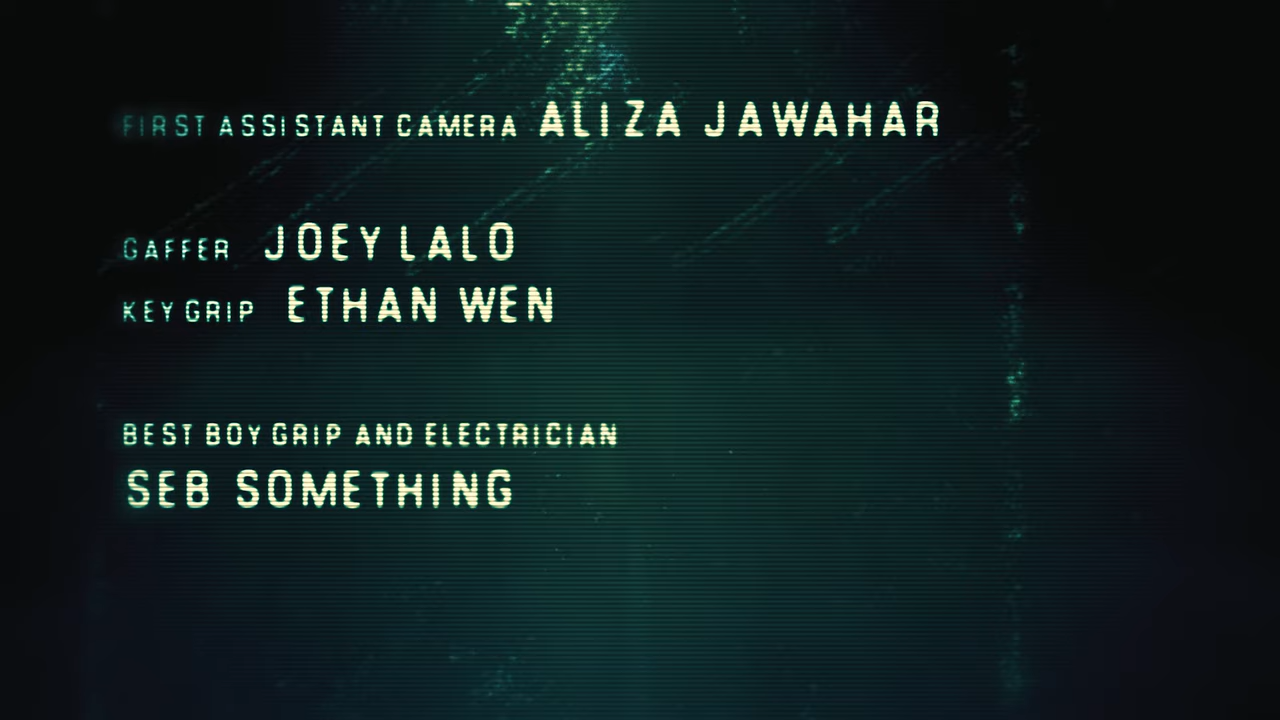 FIRST ASSISTANT CAMERA ALIZA JAWAHAR
GAFFER JOEY LALO
KEY GRIP ETHAN WEN
BEST BOY GRIP AND ELECTRICIAN
SEB SOMETHING